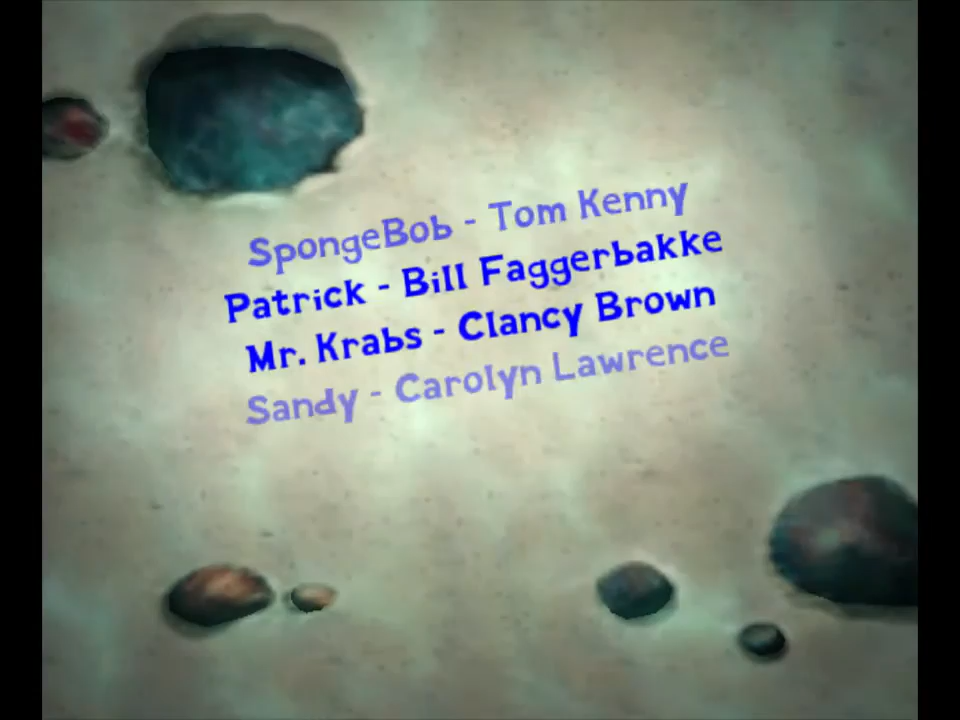 SpongeBob - Tom Kenny
Patrick - Bill Faggerbakke
Mr. Krabs - Clancy Brown
Sandy - Carolyn Lawrence